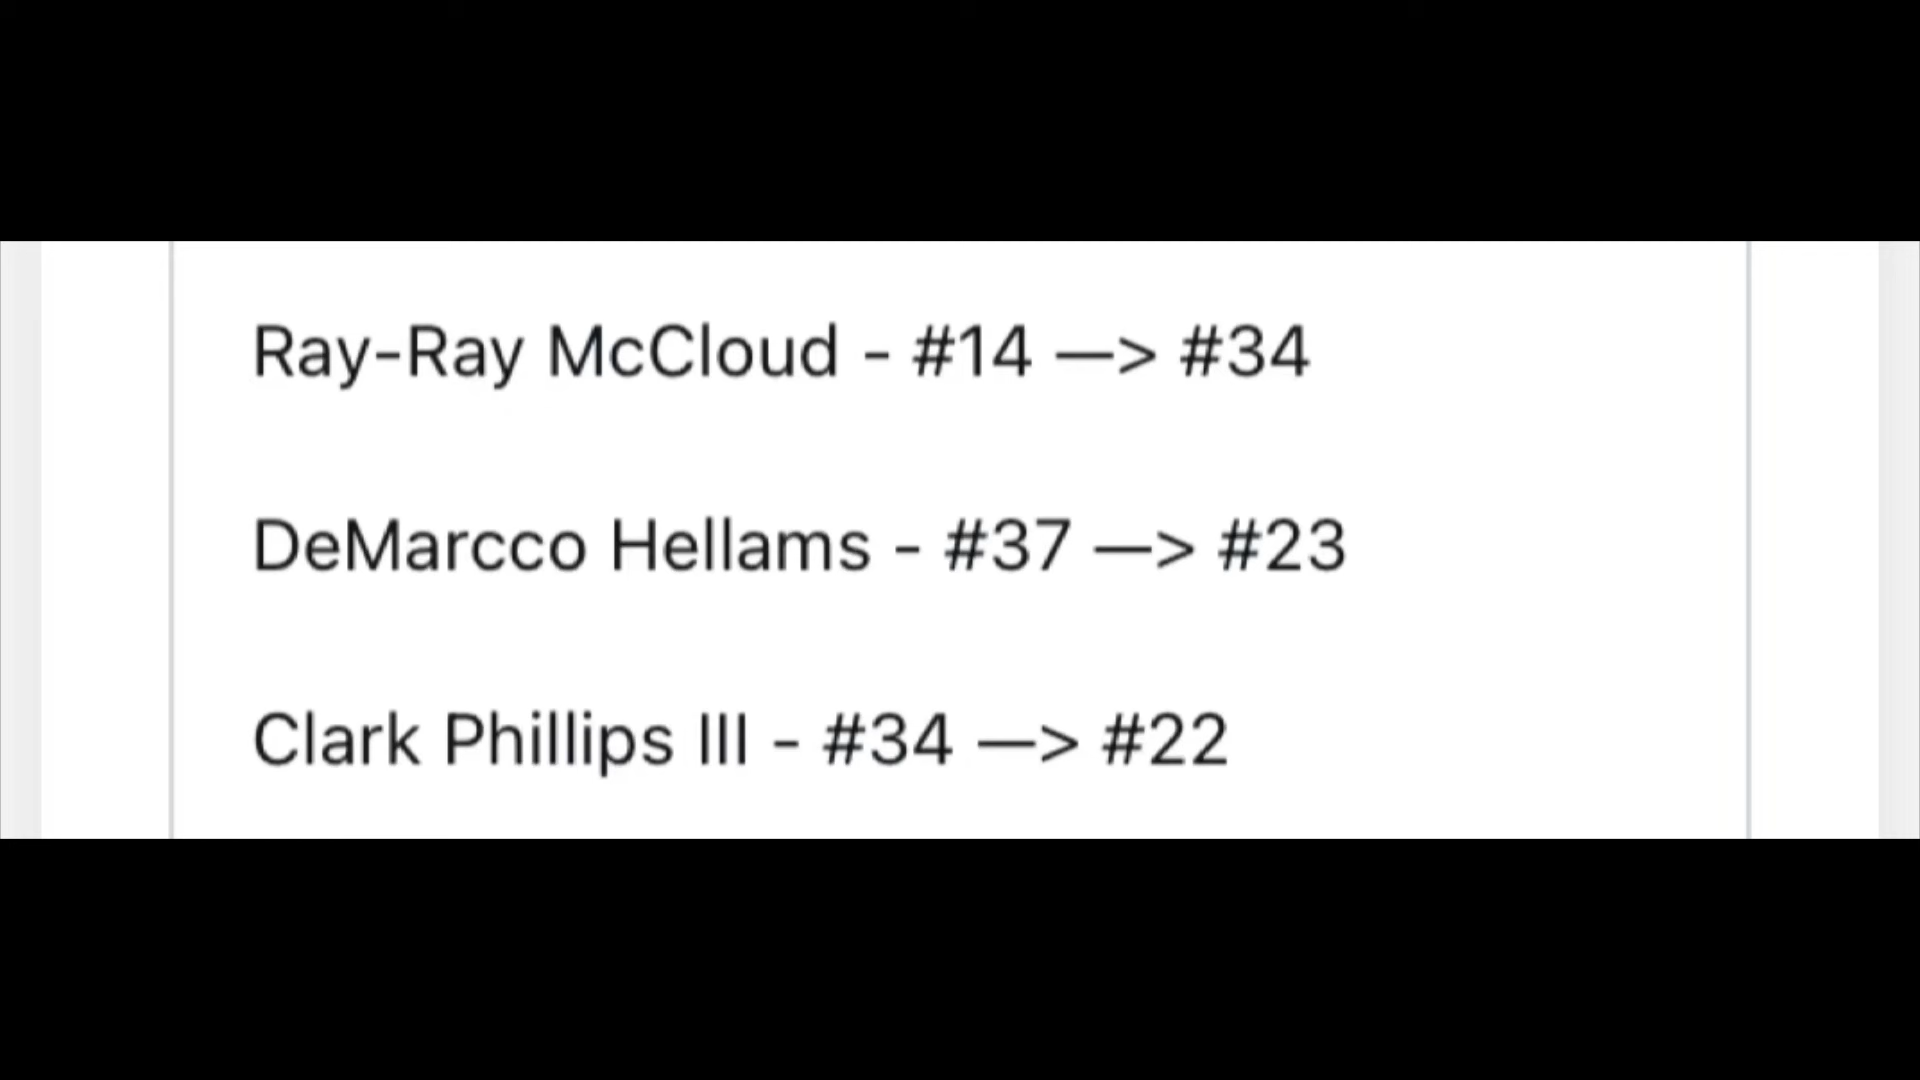 Ray-Ray McCloud - #14 —> #34
DeMarcco Hellams - #37 —> #23
Clark Phillips III - #34 —> #22